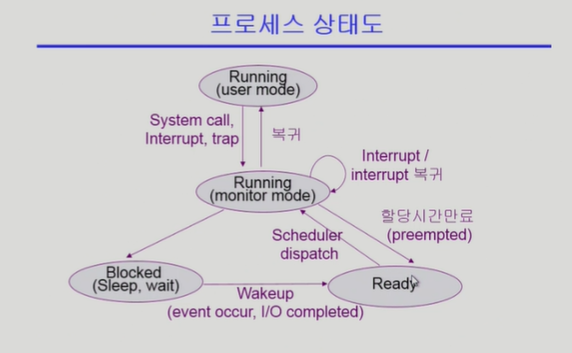 프로세스 상태도
Running
(user mode)
System call,
Interrupt, trap
복귀
Interrupt /
interrupt 복귀
Running
(monitor mode)
할당시간만료
(preempted)
Scheduler
dispatch
Blocked
(Sleep, wait)
Ready
Wakeup
(event occur, I/O completed)